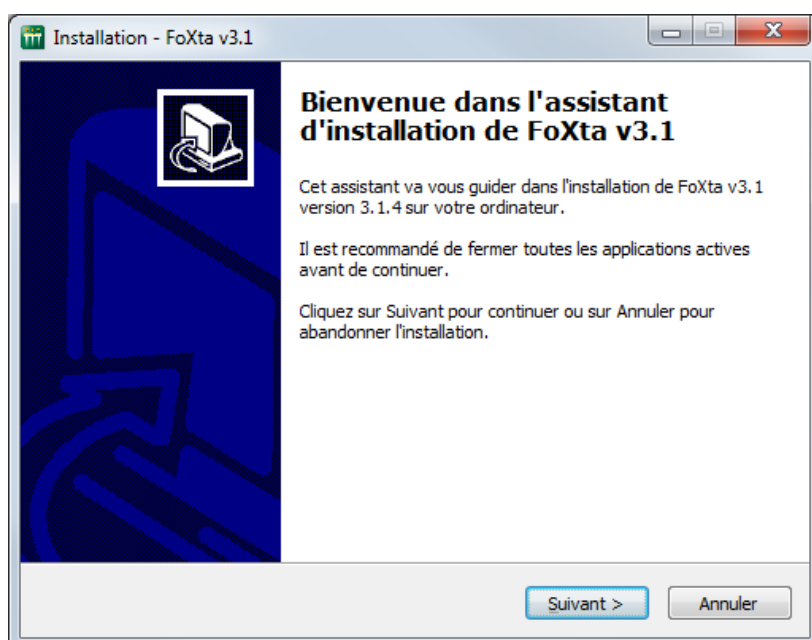 Installation - FoXta v3.1
Bienvenue dans l'assistant
d'installation de FoXta v3.1
Cet assistant va vous guider dans l'installation de FoXta v3.1
version 3.1.4 sur votre ordinateur.
Il est recommandé de fermer toutes les applications actives
avant de continuer.
Cliquez sur Suivant pour continuer ou sur Annuler pour
abandonner l'installation.
Suivant >
Annuler